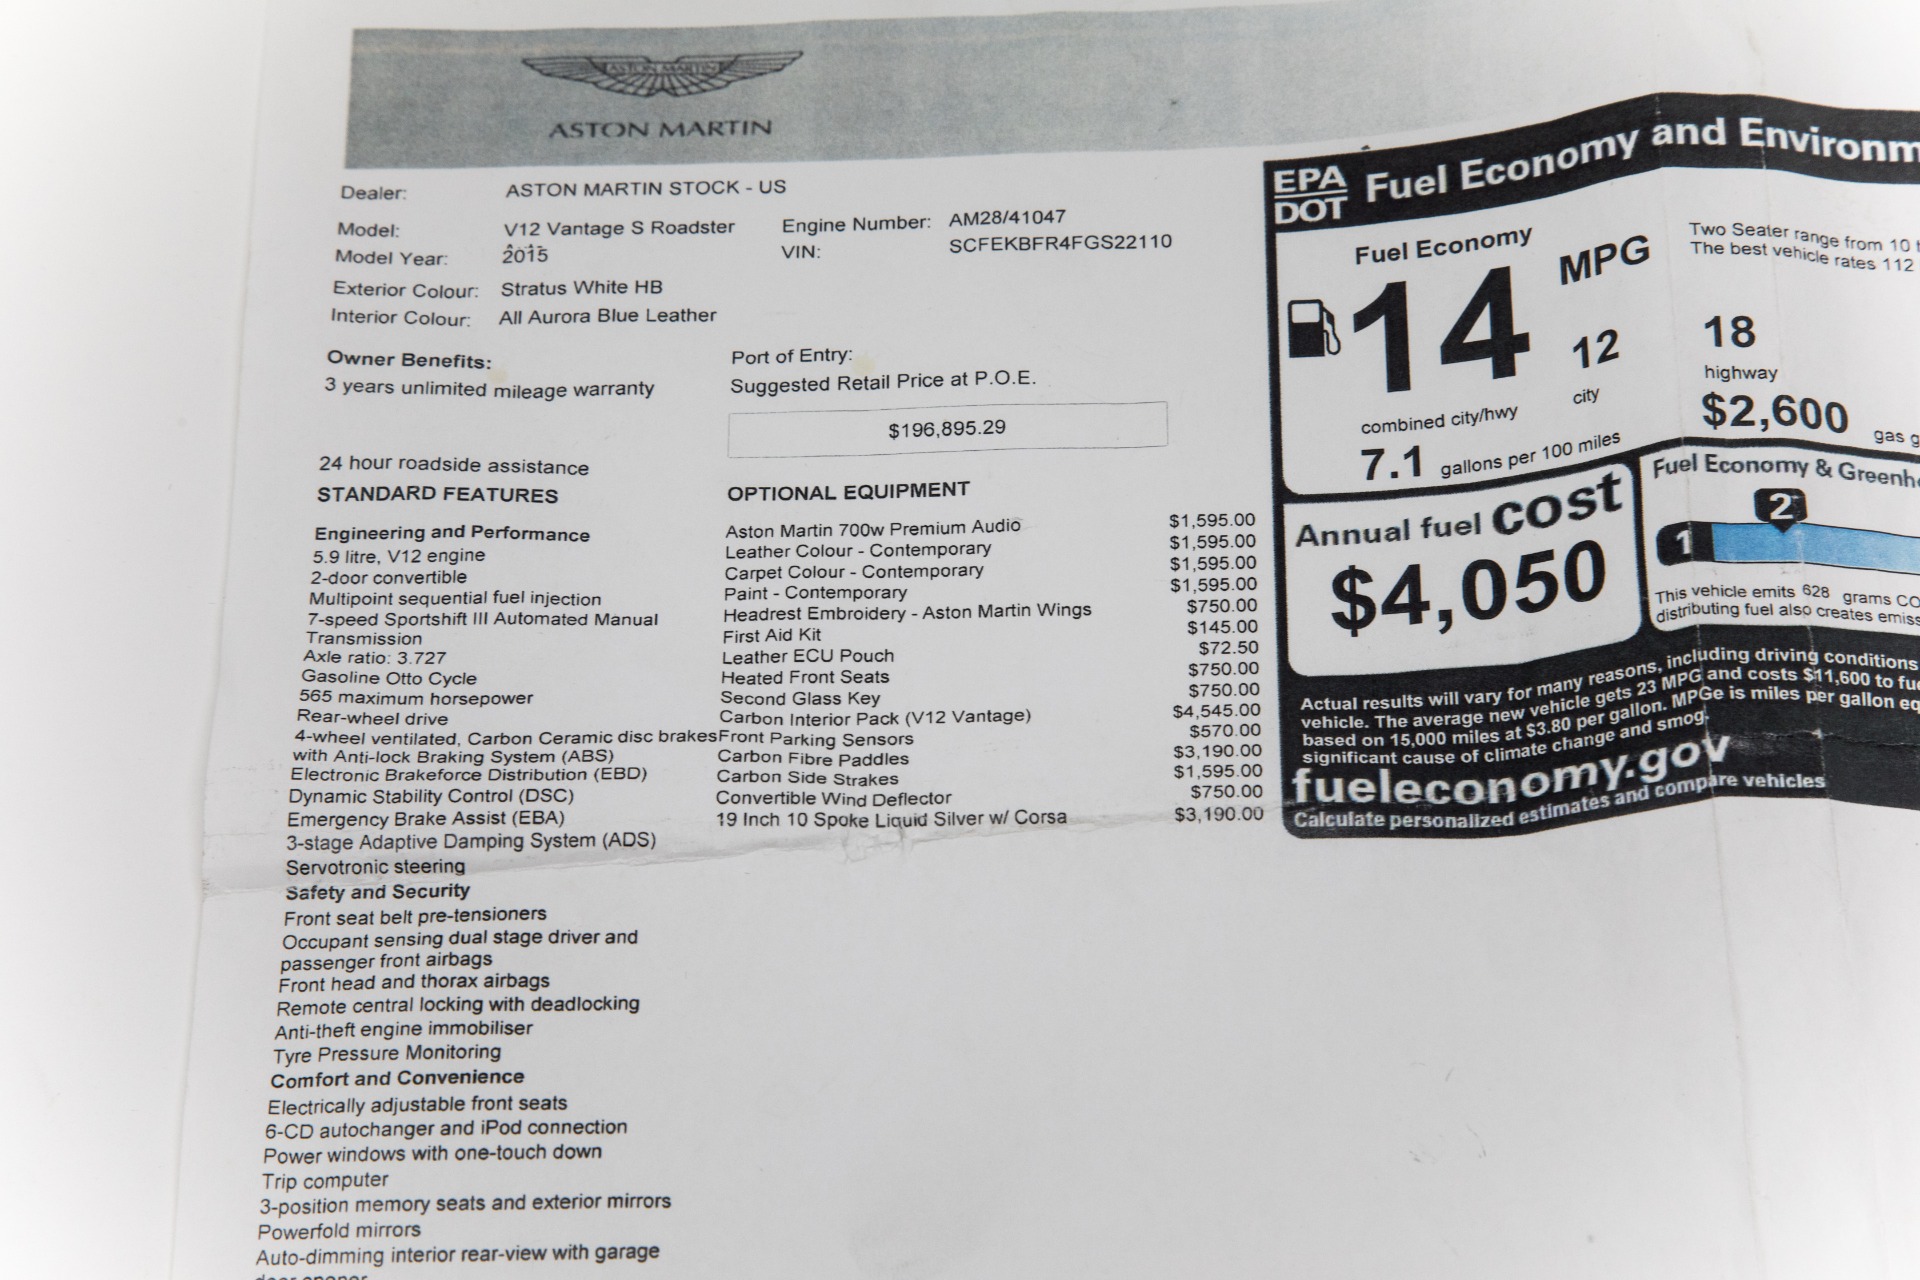 ASTON MARTIN
ASTON MARTIN
Dealer: ASTON MARTIN STOCK - US
Model: V12 Vantage S Roadster Engine Number: AM28/41047
Model Year: 2015 VIN: SCFEKBFR4FGS22110
Exterior Colour: Stratus White HB
Interior Colour: All Aurora Blue Leather
Owner Benefits: Port of Entry:
3 years unlimited mileage warranty Suggested Retail Price at P.O.E.
$196,895.29
24 hour roadside assistance
STANDARD FEATURES
Engineering and Performance
5.9 litre, V12 engine
2-door convertible
Multipoint sequential fuel injection
7-speed Sportshift III Automated Manual
Transmission
Axle ratio: 3.727
Gasoline Otto Cycle
565 maximum horsepower
Rear-wheel drive
4-wheel ventilated, Carbon Ceramic disc brakes
with Anti-lock Braking System (ABS)
Electronic Brakeforce Distribution (EBD)
Dynamic Stability Control (DSC)
Emergency Brake Assist (EBA)
3-stage Adaptive Damping System (ADS)
Servotronic steering
Safety and Security
Front seat belt pre-tensioners
Occupant sensing dual stage driver and
passenger front airbags
Front head and thorax airbags
Remote central locking with deadlocking
Anti-theft engine immobiliser
Tyre Pressure Monitoring
Comfort and Convenience
Electrically adjustable front seats
6-CD autochanger and iPod connection
Power windows with one-touch down
Trip computer
3-position memory seats and exterior mirrors
Powerfold mirrors
Auto-dimming interior rear-view with garage
door opener
OPTIONAL EQUIPMENT
Aston Martin 700w Premium Audio $1,595.00
Leather Colour - Contemporary $1,595.00
Carpet Colour - Contemporary $1,595.00
Paint - Contemporary $1,595.00
Headrest Embroidery - Aston Martin Wings $750.00
First Aid Kit $145.00
Leather ECU Pouch $72.50
Heated Front Seats $750.00
Second Glass Key $750.00
Carbon Interior Pack (V12 Vantage) $4,545.00
Front Parking Sensors $570.00
Carbon Fibre Paddles $3,190.00
Carbon Side Strakes $1,595.00
Convertible Wind Deflector $750.00
19 Inch 10 Spoke Liquid Silver w/ Corsa $3,190.00
EPA
DOT
Fuel Economy and Environm
Fuel Economy
14 MPG
12
city
18
highway
combined city/hwy
7.1 gallons per 100 miles
Two Seater range from 10 t
The best vehicle rates 112
$2,600
gas g
Annual fuel cost
$4,050
Fuel Economy & Greenh
2
1
This vehicle emits 628 grams CO
distributing fuel also creates emiss
Actual results will vary for many reasons, including driving conditions
vehicle. The average new vehicle gets 23 MPG and costs $11,600 to fue
based on 15,000 miles at $3.80 per gallon. MPGe is miles per gallon eq
significant cause of climate change and smog.
fueleconomy.gov
Calculate personalized estimates and compare vehicles